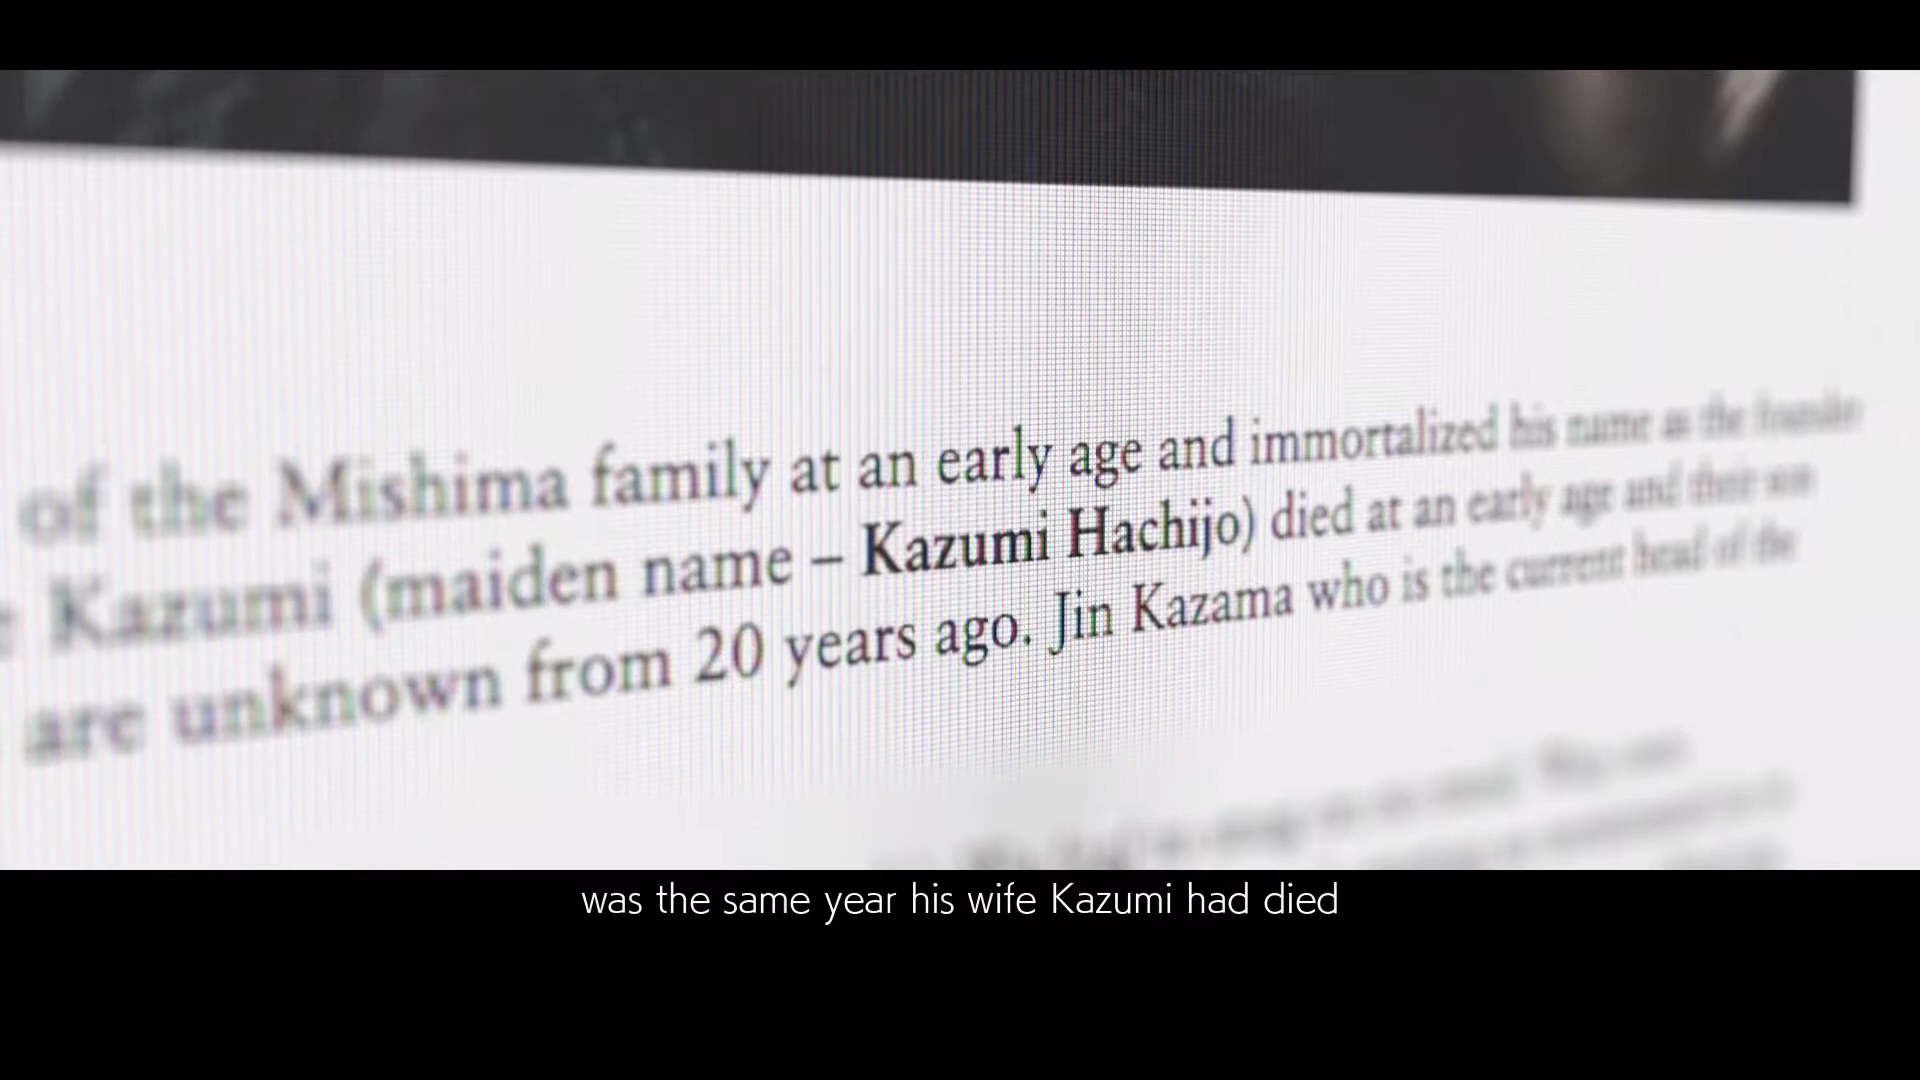 of the Mishima family at an early age and immortalized his name as the founder
Kazumi (maiden name – Kazumi Hachijo) died at an early age and their son
are unknown from 20 years ago. Jin Kazama who is the current head of the
was the same year his wife Kazumi had died